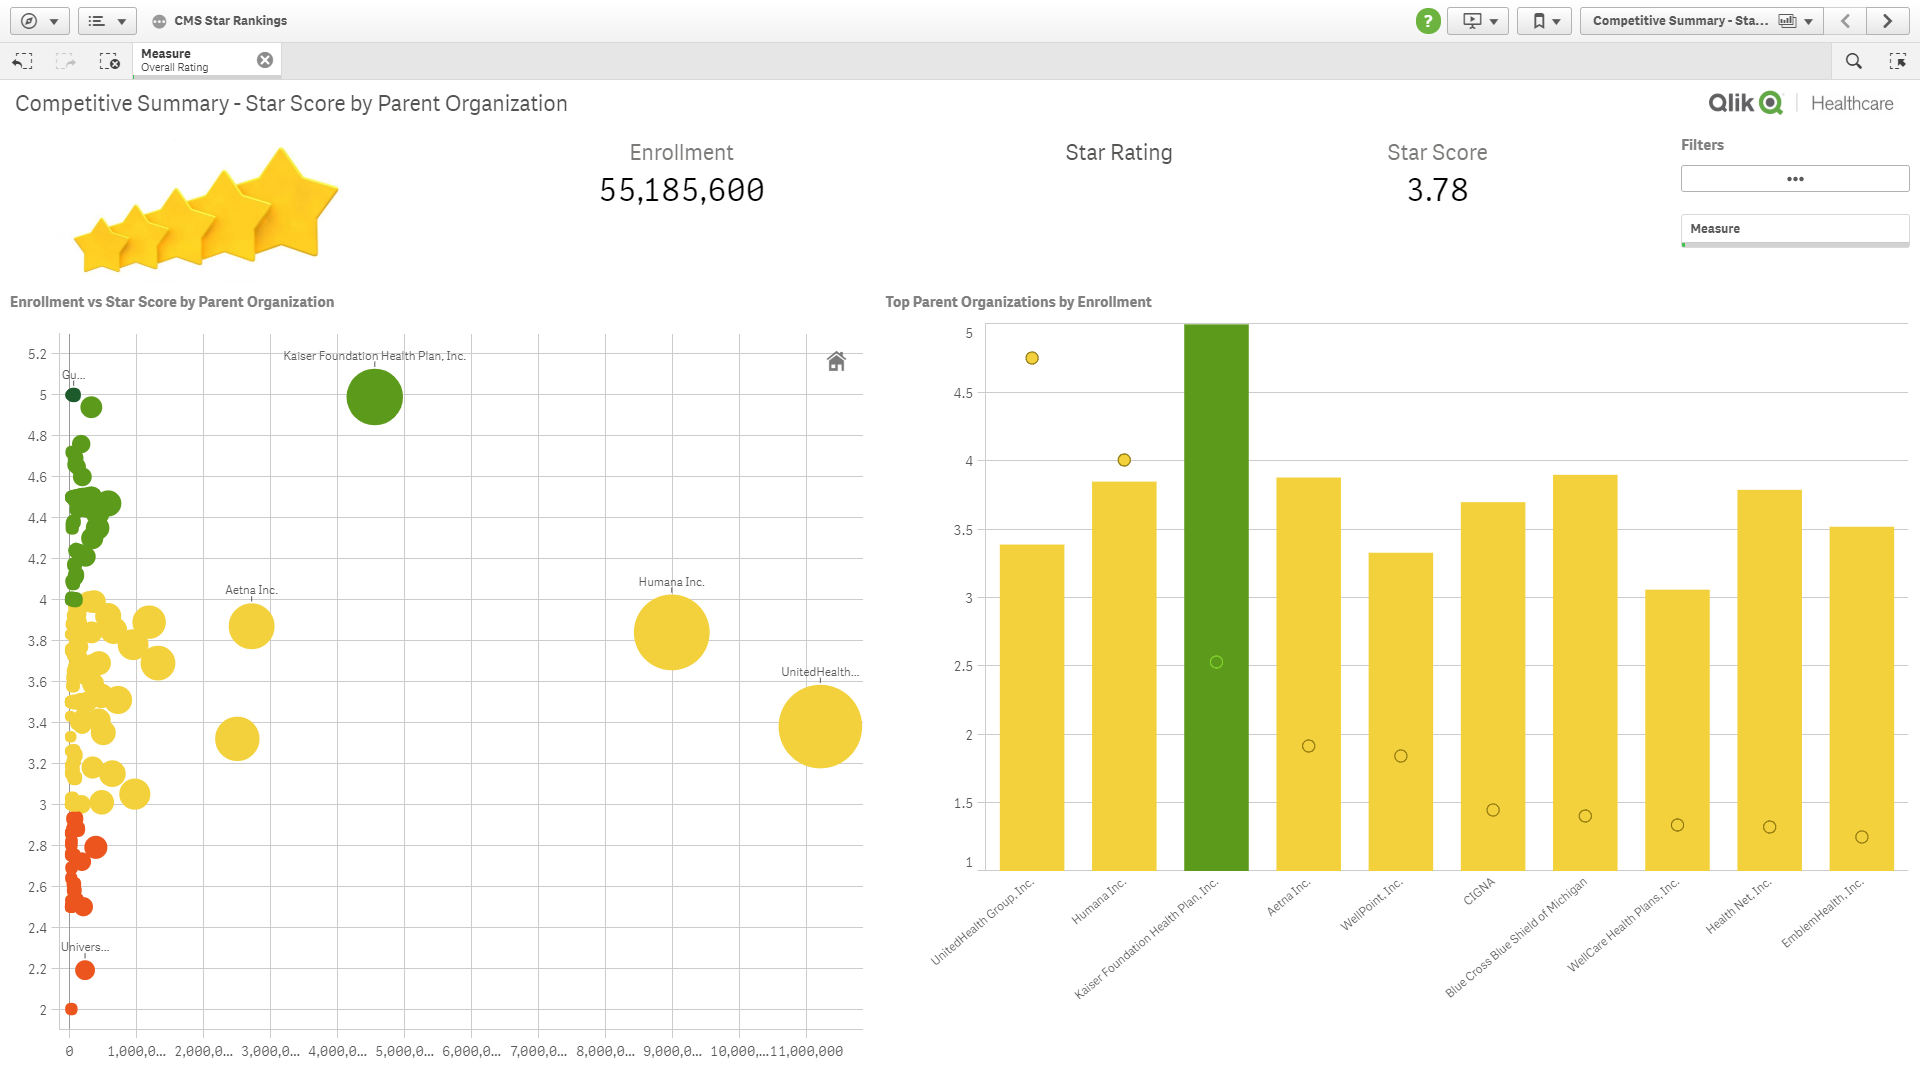 CMS Star Rankings
?
Competitive Summary - Sta...
Measure
Overall Rating
Competitive Summary - Star Score by Parent Organization
Qlik Healthcare
Enrollment
55,185,600
Star Rating
Star Score
3.78
Filters
•••
Measure
Enrollment vs Star Score by Parent Organization
5.2
5
4.8
4.6
4.4
4.2
4
3.8
3.6
3.4
3.2
3
2.8
2.6
2.4
2.2
2
Kaiser Foundation Health Plan, Inc.
Gu...
Aetna Inc.
Humana Inc.
UnitedHealth...
Univers...
0 1,000,0... 2,000,0... 3,000,0... 4,000,0... 5,000,0... 6,000,0... 7,000,0... 8,000,0... 9,000,0... 10,000,... 11,000,000
Top Parent Organizations by Enrollment
5
4.5
4
3.5
3
2.5
2
1.5
1
UnitedHealth Group, Inc.
Humana Inc.
Kaiser Foundation Health Plan, Inc.
Aetna Inc.
WellPoint, Inc.
CIGNA
Blue Cross Blue Shield of Michigan
WellCare Health Plans, Inc.
Health Net, Inc.
EmblemHealth, Inc.